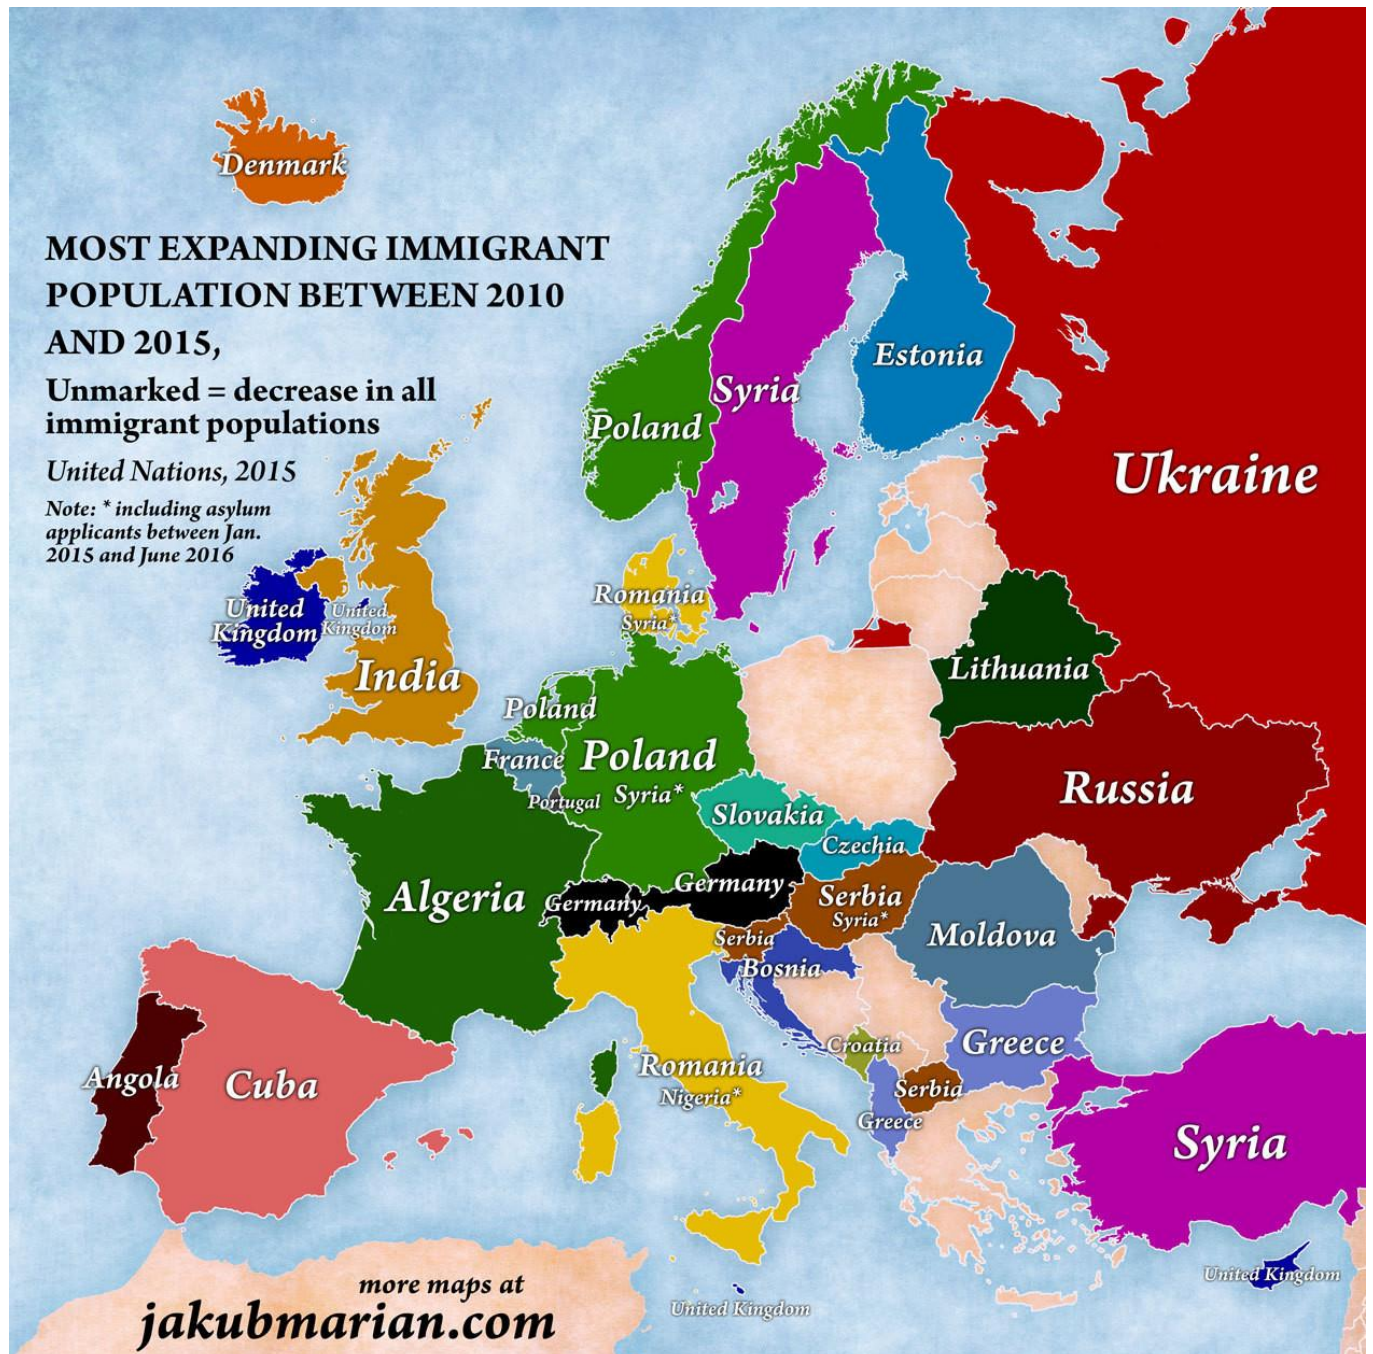 Denmark
MOST EXPANDING IMMIGRANT
POPULATION BETWEEN 2010
AND 2015,
Unmarked = decrease in all
immigrant populations
United Nations, 2015
Note: * including asylum
applicants between Jan.
2015 and June 2016
Estonia
Syria
Poland
Ukraine
Romania
Syria*
United
Kingdom
United
Kingdom
India
Lithuania
Poland
France
Poland
Syria*
Portugal
Russia
Slovakia
Czechia
Algeria
Germany
Germany
Serbia
Syria*
Serbia
Bosnia
Moldova
Croatia
Greece
Angola
Cuba
Romania
Nigeria*
Serbia
Greece
Syria
United Kingdom
United Kingdom
more maps at
jakubmarian.com